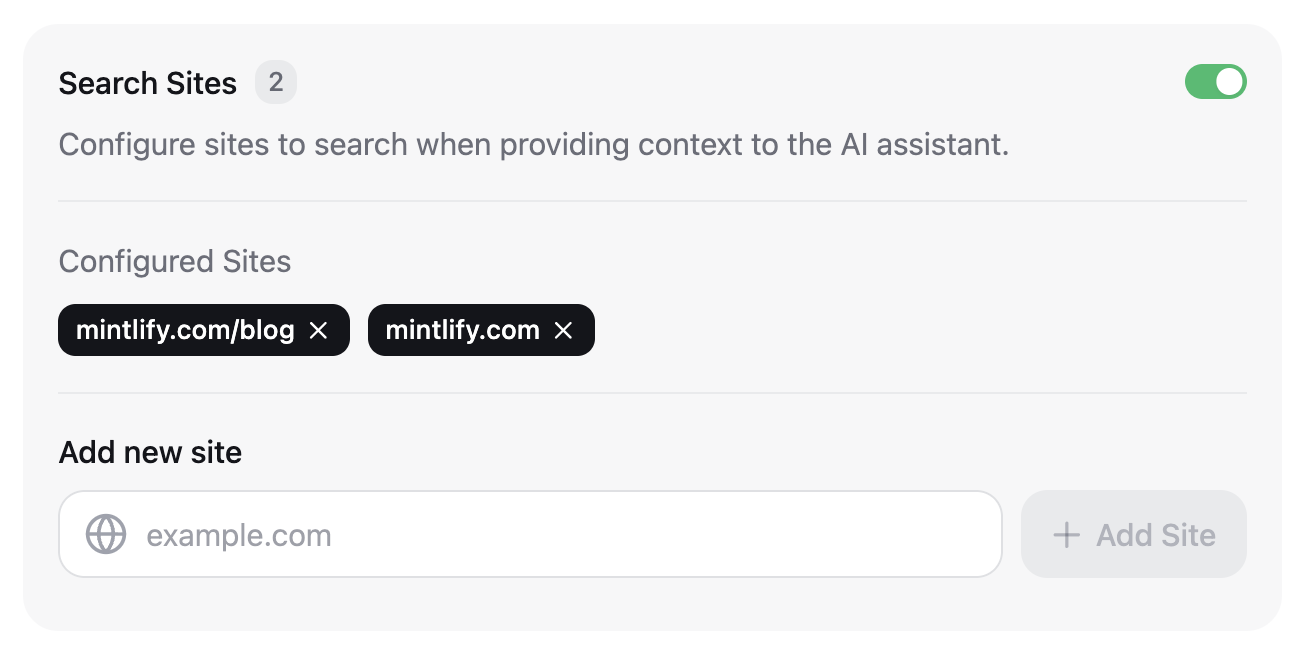 Search Sites 2
Configure sites to search when providing context to the AI assistant.
Configured Sites
mintlify.com/blog mintlify.com
Add new site
example.com + Add Site